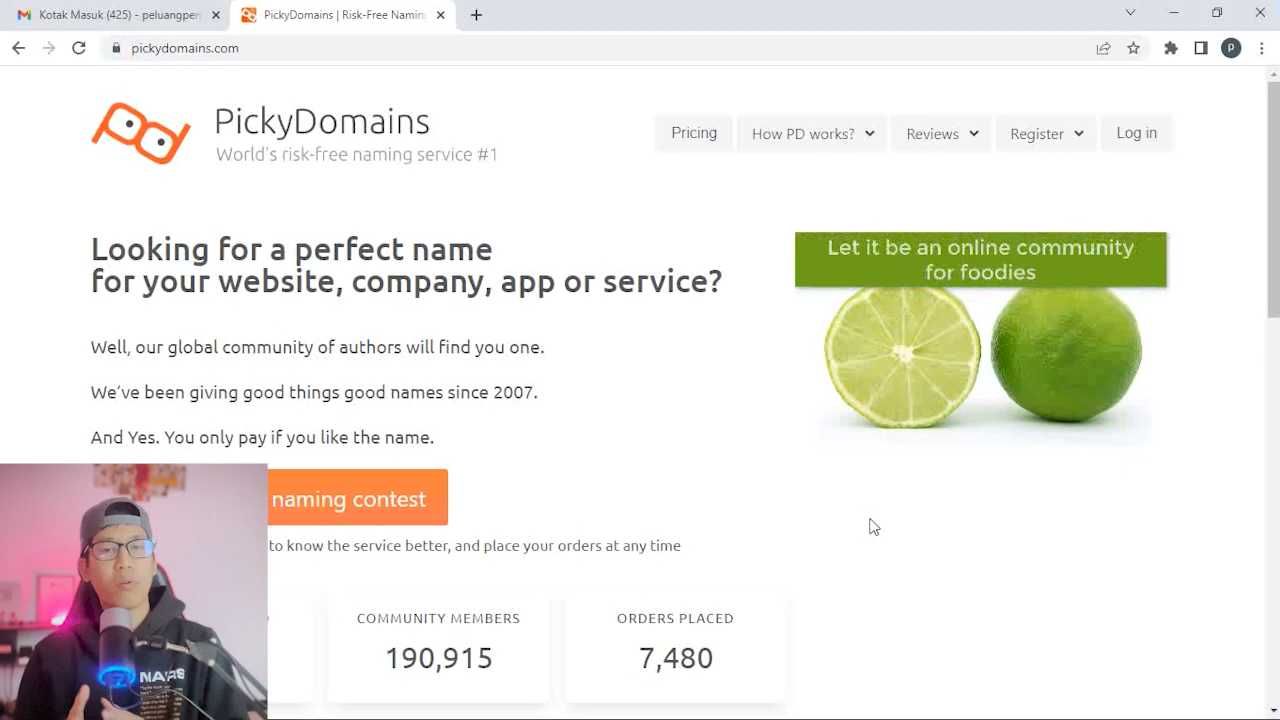 Kotak Masuk (425) - peluangpen
PickyDomains | Risk-Free Naming
pickydomains.com
P
PickyDomains
World's risk-free naming service #1
Pricing
How PD works?
Reviews
Register
Log in
Looking for a perfect name
for your website, company, app or service?
Let it be an online community
for foodies
Well, our global community of authors will find you one.
We've been giving good things good names since 2007.
And Yes. You only pay if you like the name.
naming contest
to know the service better, and place your orders at any time
COMMUNITY MEMBERS
190,915
ORDERS PLACED
7,480